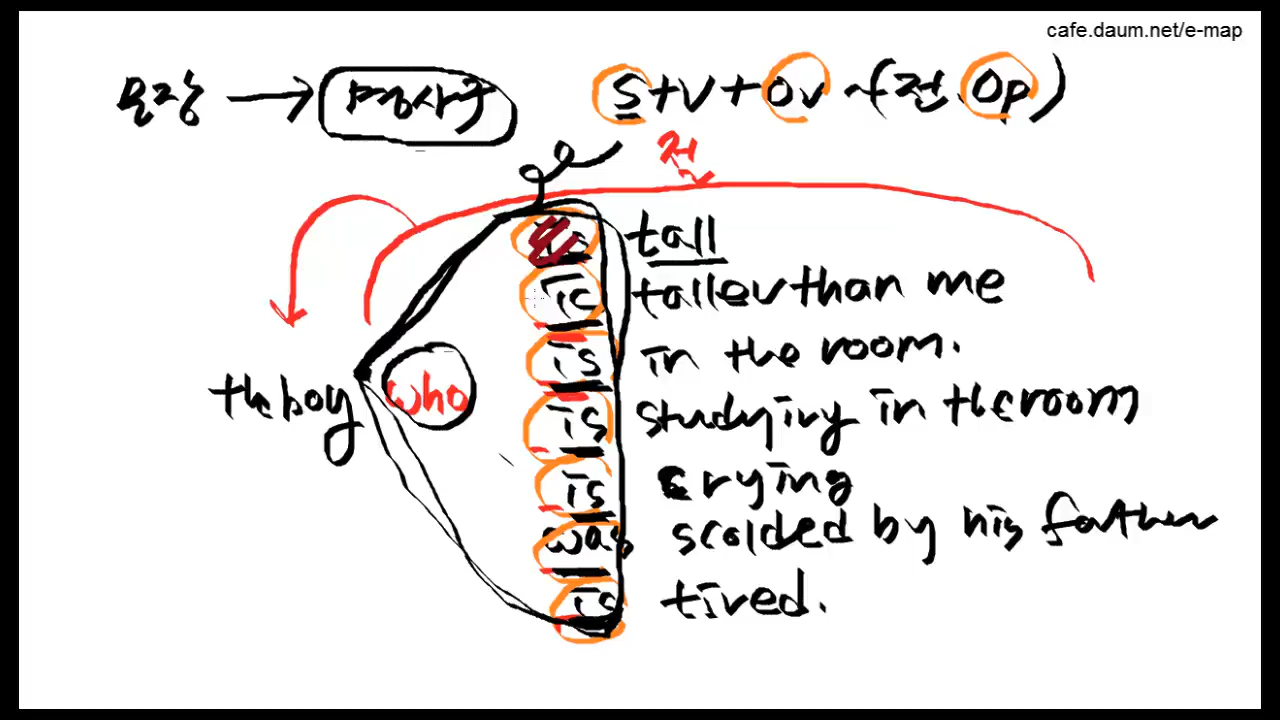 cafe.daum.net/e-map
문장 → 명사구 S+V+Ov ~(전 Op)
is tall
is taller than me
is in the room.
the boy who is studying in the room
is crying
was scolded by his father
is tired.